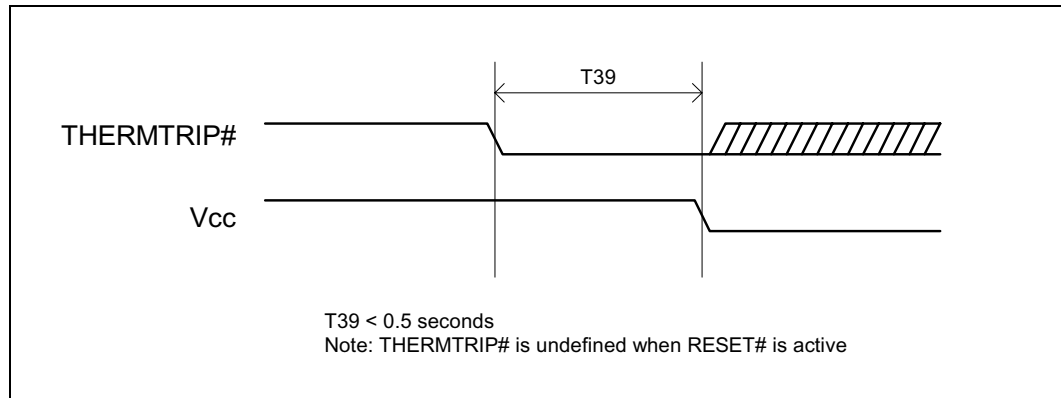 T39
THERMTRIP#
Vcc
T39 < 0.5 seconds
Note: THERMTRIP# is undefined when RESET# is active